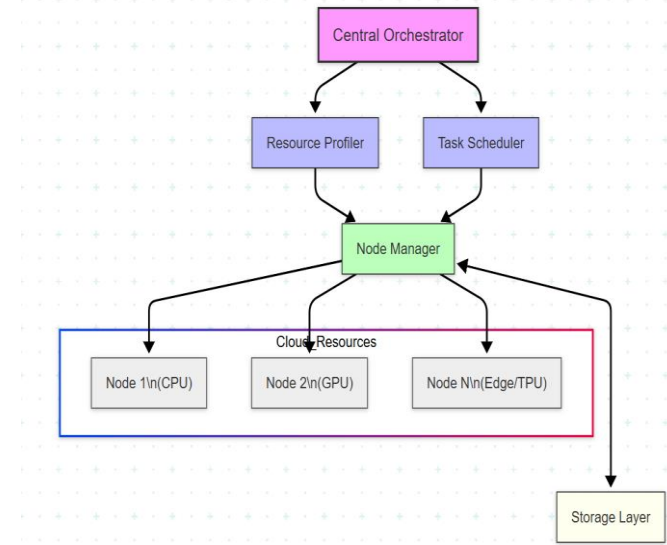 Central Orchestrator
Resource Profiler
Task Scheduler
Node Manager
Cloud_Resources
Node 1\n(CPU)
Node 2\n(GPU)
Node N\n(Edge/TPU)
Storage Layer